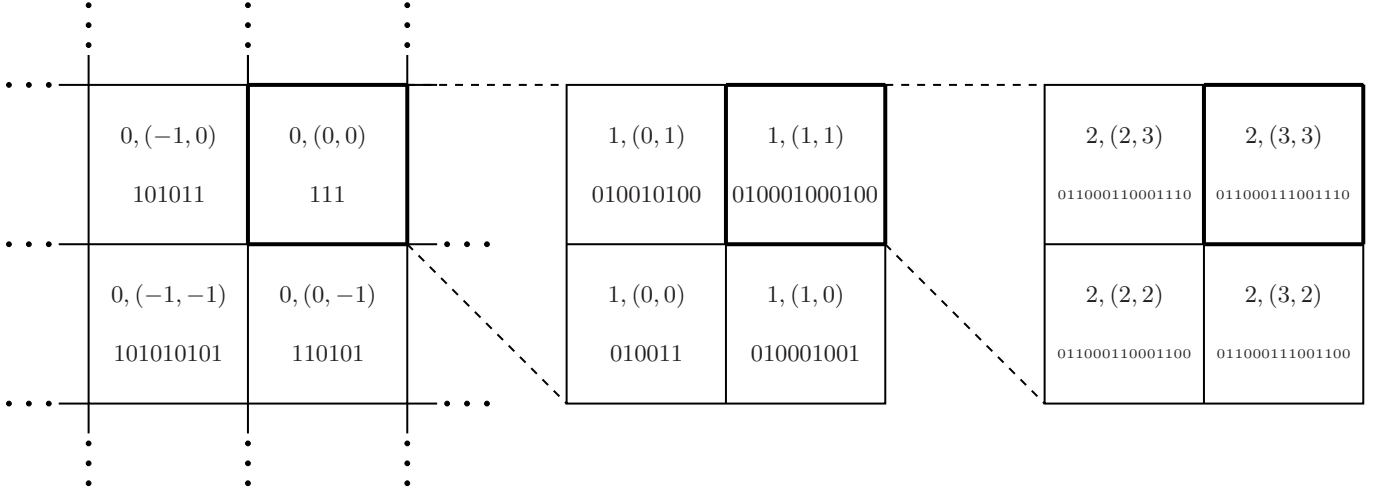 0, (−1, 0)
101011
0, (0, 0)
111
0, (−1, −1)
101010101
0, (0, −1)
110101
1, (0, 1)
010010100
1, (1, 1)
010001000100
1, (0, 0)
010011
1, (1, 0)
010001001
2, (2, 3)
011000110001110
2, (3, 3)
011000111001110
2, (2, 2)
011000110001100
2, (3, 2)
011000111001100